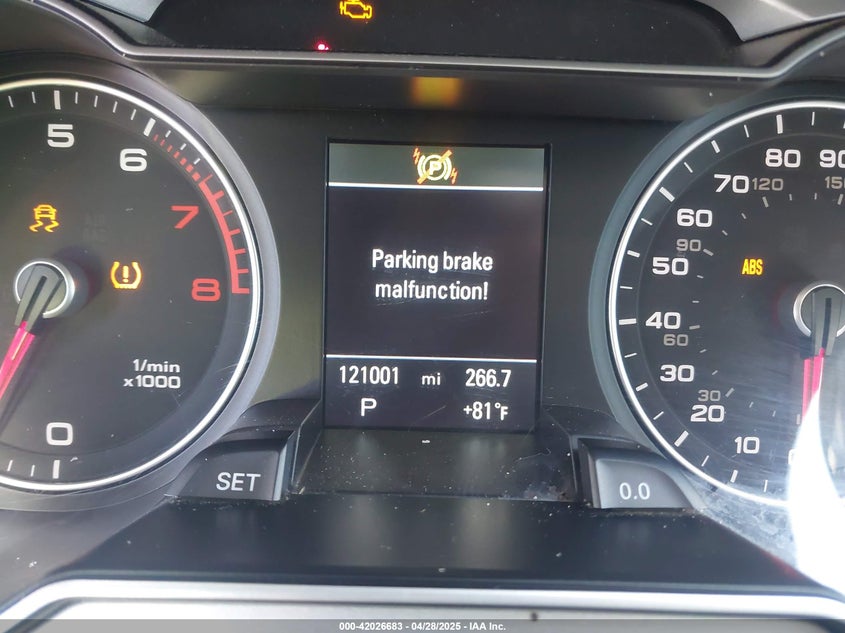 5
6
7
8
1/min
x1000
0
SET
P
Parking brake
malfunction!
121001 mi 266.7
P +81°F
80 90
70 120
60
90
50 ABS
40
60
30
30
20
10
0.0
000-42026683 - 04/28/2025 - IAA Inc.